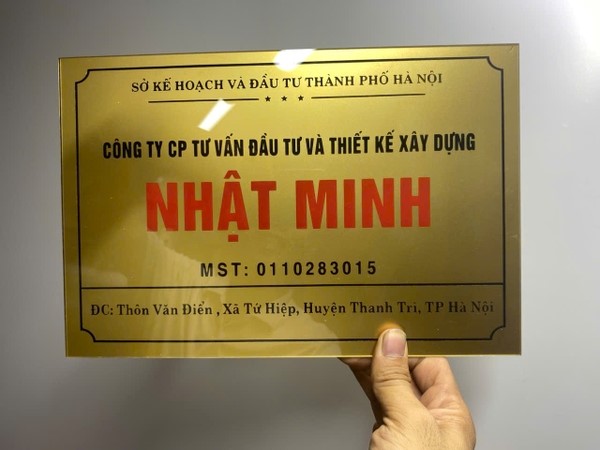 SỞ KẾ HOẠCH VÀ ĐẦU TƯ THÀNH PHỐ HÀ NỘI
CÔNG TY CP TƯ VẤN ĐẦU TƯ VÀ THIẾT KẾ XÂY DỰNG
NHẬT MINH
MST: 0110283015
ĐC: Thôn Văn Điển , Xã Tứ Hiệp, Huyện Thanh Trì, TP Hà Nội